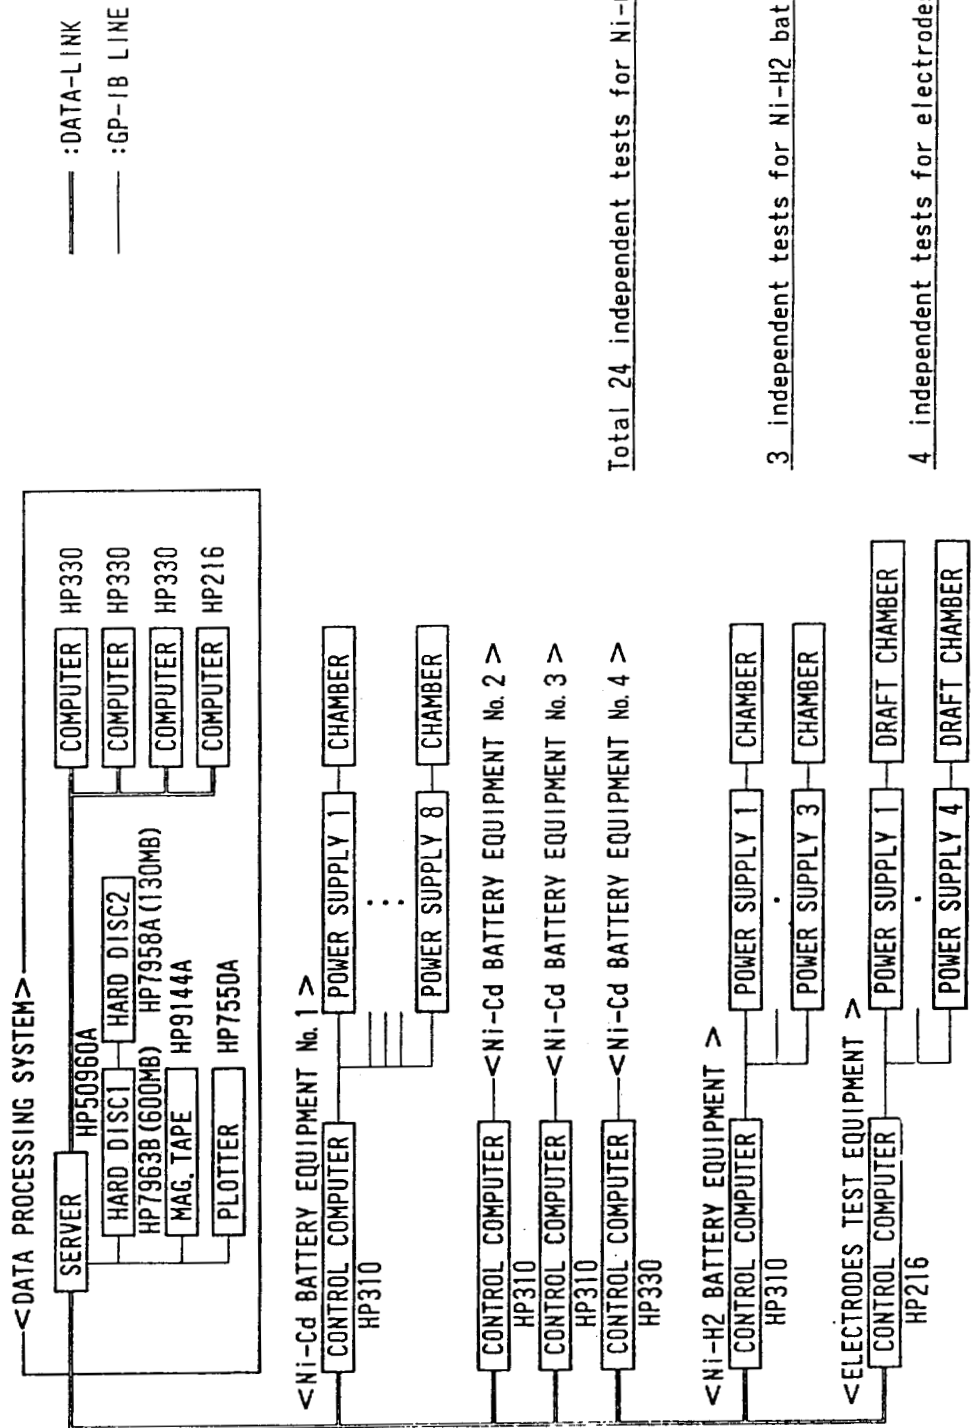 :DATA-LINK
:GP-IB LINE
<DATA PROCESSING SYSTEM>
SERVER
HP50960A
HARD DISC1
HARD DISC2
HP7963B(600MB)
HP7958A(130MB)
MAG. TAPE
HP9144A
PLOTTER
HP7550A
COMPUTER HP330
COMPUTER HP330
COMPUTER HP330
COMPUTER HP216
<Ni-Cd BATTERY EQUIPMENT No.1 >
CONTROL COMPUTER
HP310
POWER SUPPLY 1
CHAMBER
POWER SUPPLY 8
CHAMBER
CONTROL COMPUTER
HP310
<Ni-Cd BATTERY EQUIPMENT No.2 >
CONTROL COMPUTER
HP310
<Ni-Cd BATTERY EQUIPMENT No.3 >
CONTROL COMPUTER
HP330
<Ni-Cd BATTERY EQUIPMENT No.4 >
Total 24 independent tests for Ni-
<Ni-H2 BATTERY EQUIPMENT >
CONTROL COMPUTER
HP310
POWER SUPPLY 1
CHAMBER
POWER SUPPLY 3
CHAMBER
3 independent tests for Ni-H2 bat
<ELECTRODES TEST EQUIPMENT >
CONTROL COMPUTER
HP216
POWER SUPPLY 1
DRAFT CHAMBER
POWER SUPPLY 4
DRAFT CHAMBER
4 independent tests for electrodes